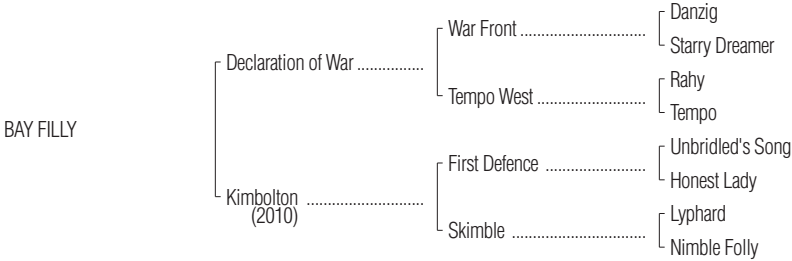 BAY FILLY
Declaration of War ................
Kimbolton ............................
(2010)
War Front ..............................
Tempo West ..........................
First Defence ........................
Skimble ................................
Danzig
Starry Dreamer
Rahy
Tempo
Unbridled's Song
Honest Lady
Lyphard
Nimble Folly